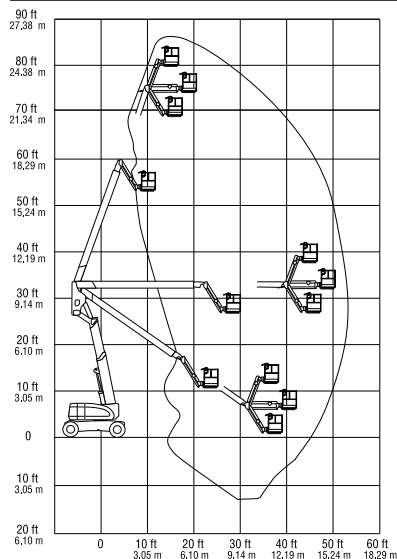 90 ft
27,38 m
80 ft
24.38 m
70 ft
21,34 m
60 ft
18,29 m
50 ft
15,24 m
40 ft
12,19 m
30 ft
9.14 m
20 ft
6.10 m
10 ft
3.05 m
0
10 ft
3,05 m
20 ft
6,10 m
0 10 ft 20 ft 30 ft 40 ft 50 ft 60 ft
3.05 m 6,10 m 9.14 m 12,19 m 15,24 m 18.29 m